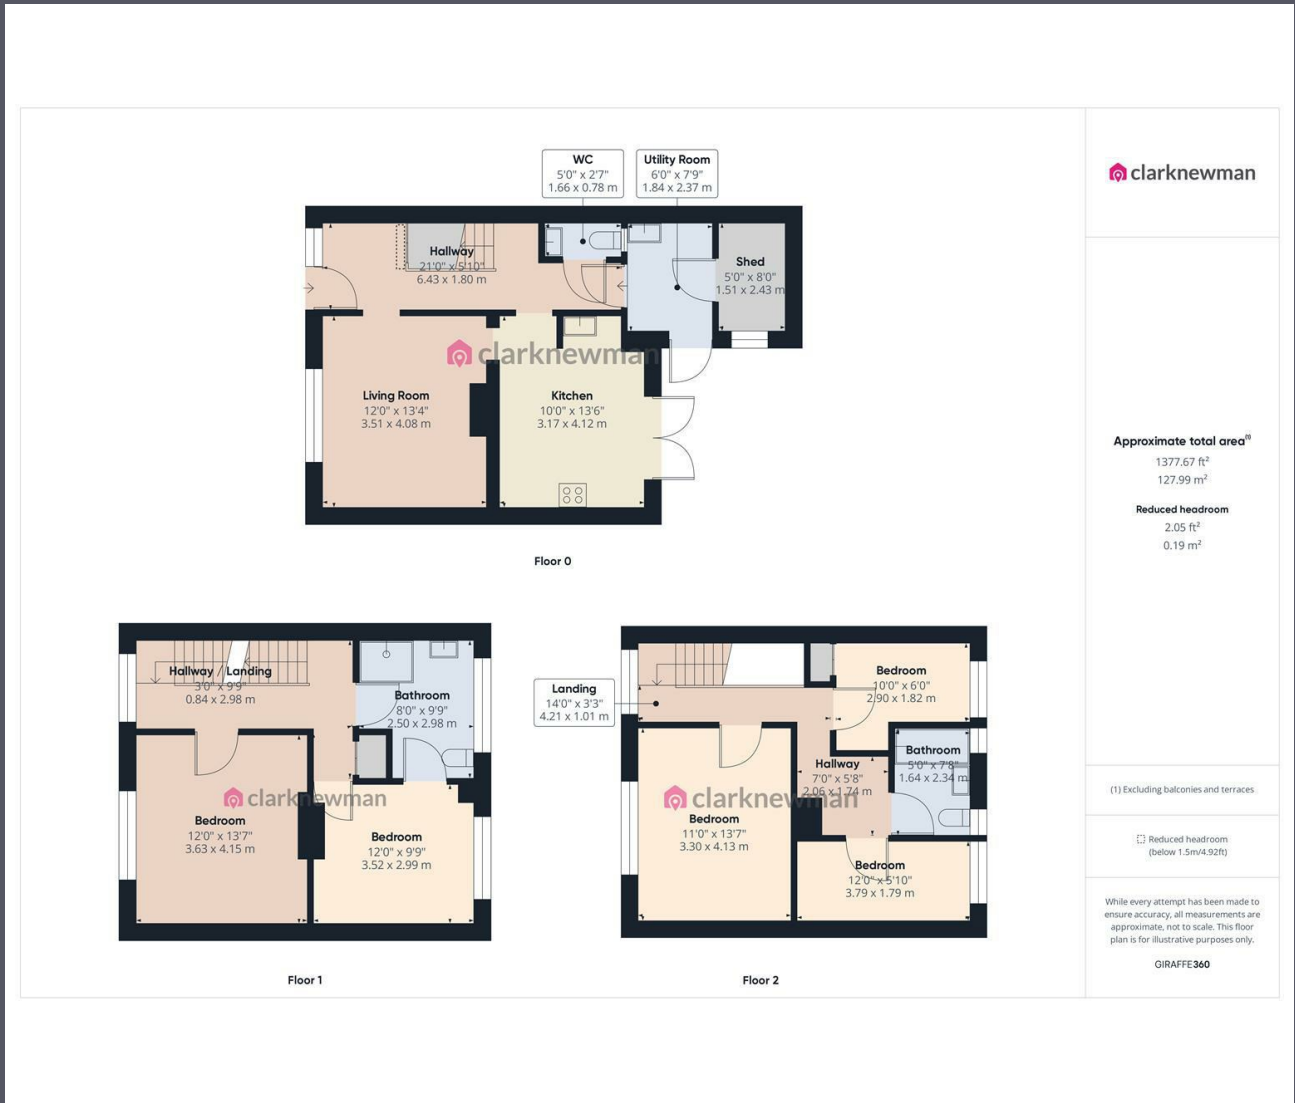 WC
5'0" x 2'7"
1.66 x 0.78 m
Utility Room
6'0" x 7'9"
1.84 x 2.37 m
Hallway
21'0" x 5'10"
6.43 x 1.80 m
Shed
5'0" x 8'0"
1.51 x 2.43 m
clarknewman
Living Room
12'0" x 13'4"
3.51 x 4.08 m
Kitchen
10'0" x 13'6"
3.17 x 4.12 m
Floor 0
Hallway / Landing
3'0" x 9'9"
0.84 x 2.98 m
Bathroom
8'0" x 9'9"
2.50 x 2.98 m
clarknewman
Bedroom
12'0" x 13'7"
3.63 x 4.15 m
Bedroom
12'0" x 9'9"
3.52 x 2.99 m
Floor 1
Landing
14'0" x 3'3"
4.21 x 1.01 m
Bedroom
10'0" x 6'0"
2.90 x 1.82 m
Bathroom
5'0" x 7'8"
1.64 x 2.34 m
Hallway
7'0" x 5'8"
2.06 x 1.74 m
clarknewman
Bedroom
11'0" x 13'7"
3.30 x 4.13 m
Bedroom
12'0" x 5'10"
3.79 x 1.79 m
Floor 2
clarknewman
Approximate total area(1)
1377.67 ft²
127.99 m²
Reduced headroom
2.05 ft²
0.19 m²
(1) Excluding balconies and terraces
Reduced headroom
(below 1.5m/4.92ft)
While every attempt has been made to
ensure accuracy, all measurements are
approximate, not to scale. This floor
plan is for illustrative purposes only.
GIRAFFE360